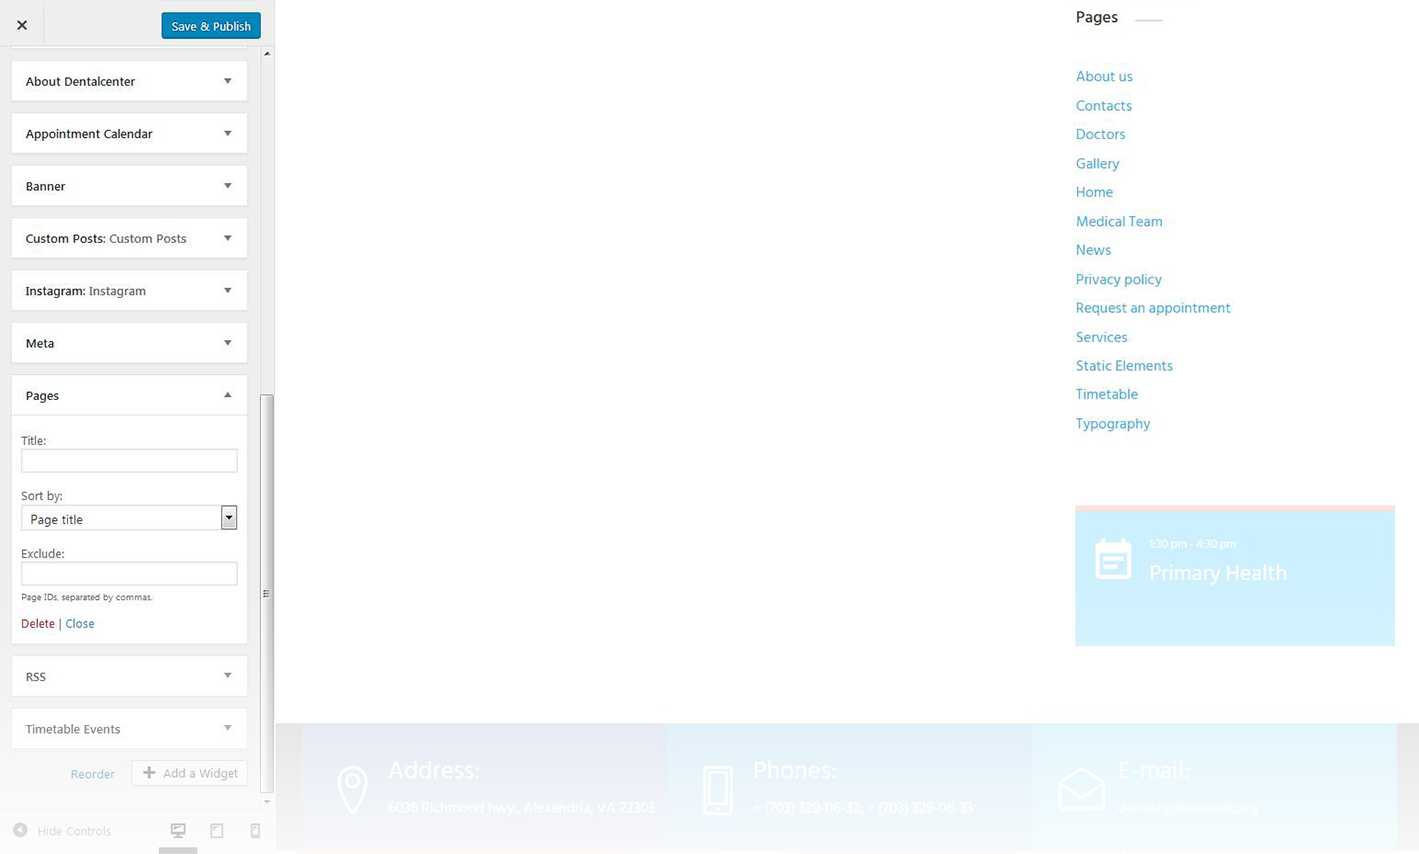 Save & Publish
About Dentalcenter
Appointment Calendar
Banner
Custom Posts: Custom Posts
Instagram: Instagram
Meta
Pages
Title:
Sort by:
Page title
Exclude:
Page IDs, separated by commas.
Delete | Close
RSS
Timetable Events
Reorder
Add a Widget
Hide Controls
Pages
About us
Contacts
Doctors
Gallery
Home
Medical Team
News
Privacy policy
Request an appointment
Services
Static Elements
Timetable
Typography
1:30 pm - 4:30 pm
Primary Health
Address:
6036 Richmond hwy., Alexandria, VA 22303
Phones:
+ (703) 329-06-32; + (703) 329-06-33
E-mail:
dentist@demolink.org